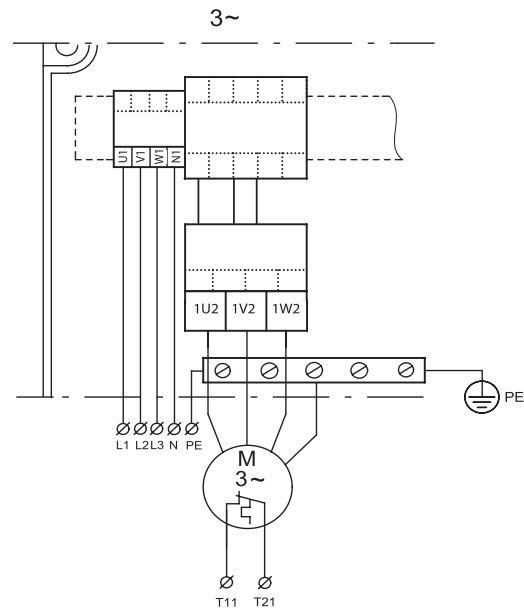 3~
U1 V1 W1 N1
1U2 1V2 1W2
PE
L1 L2 L3 N PE
M
3~
T11 T21